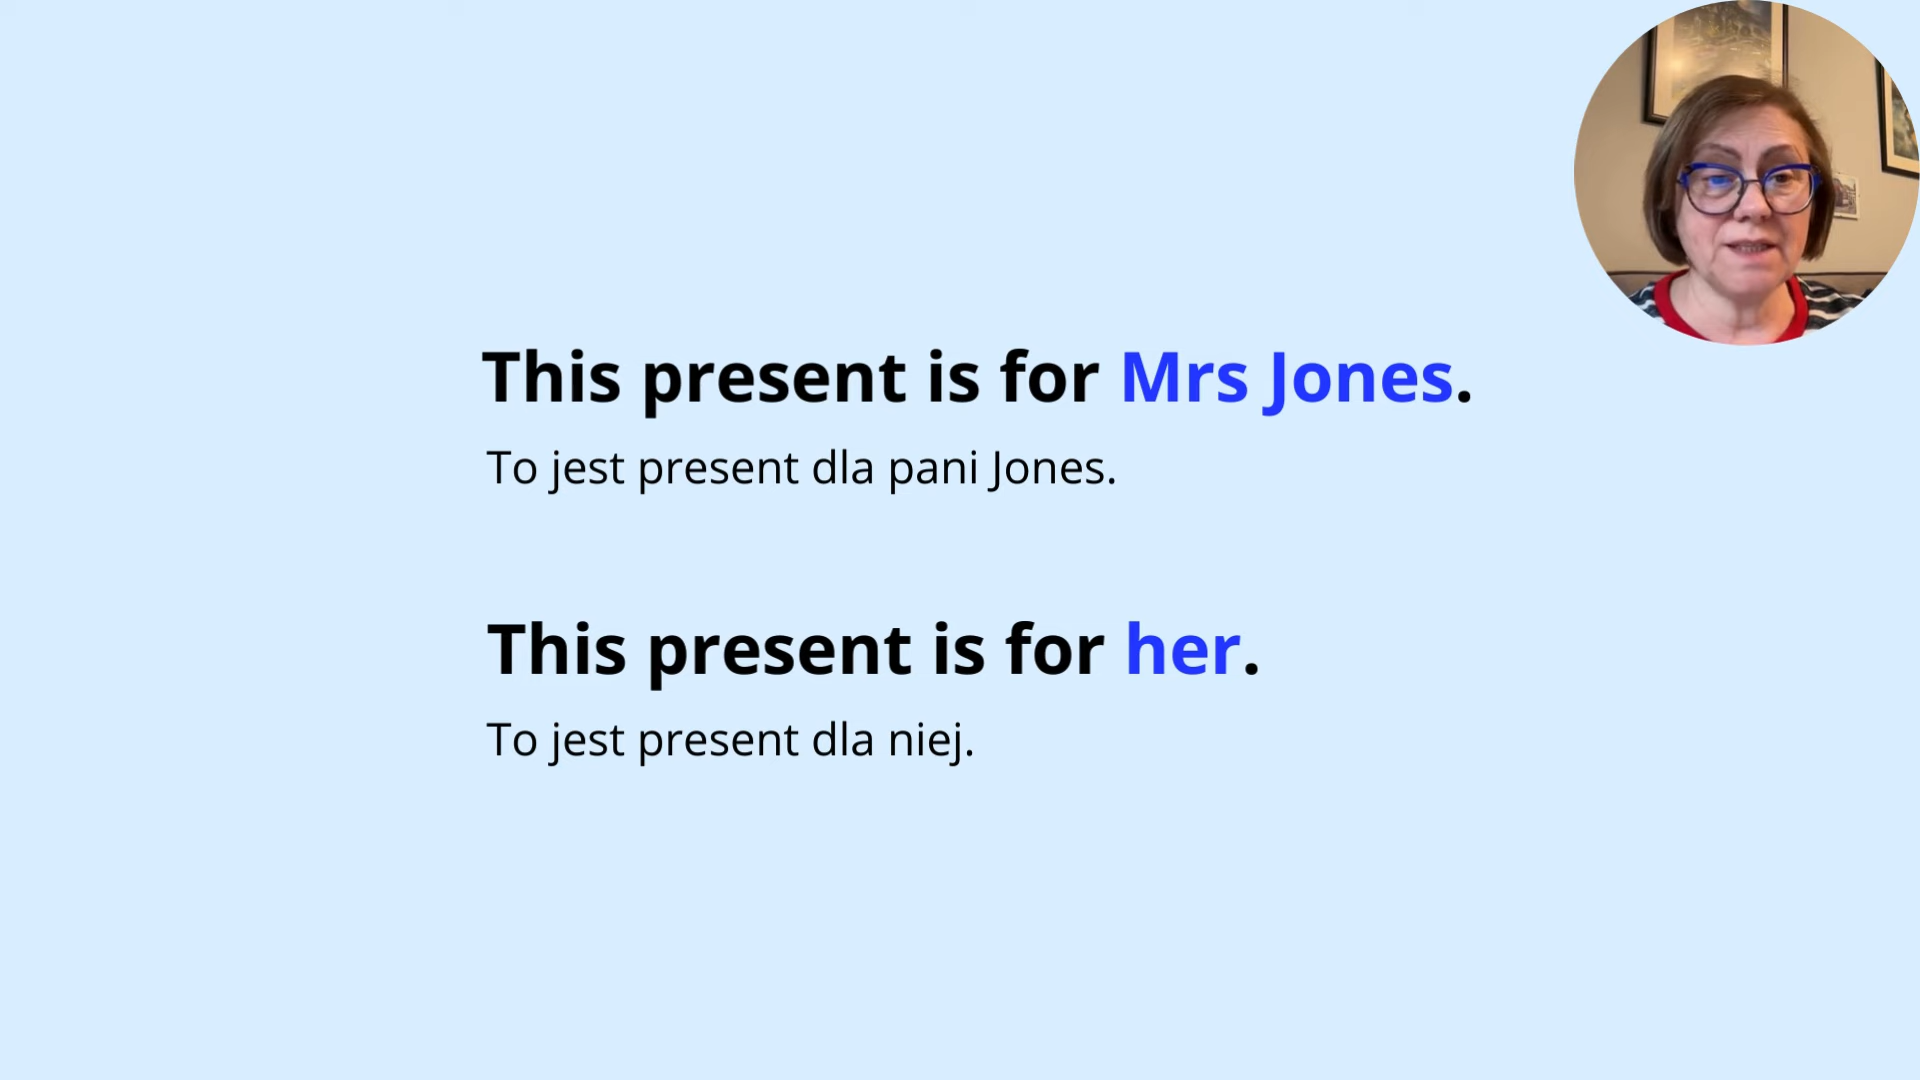 This present is for Mrs Jones.
To jest present dla pani Jones.
This present is for her.
To jest present dla niej.